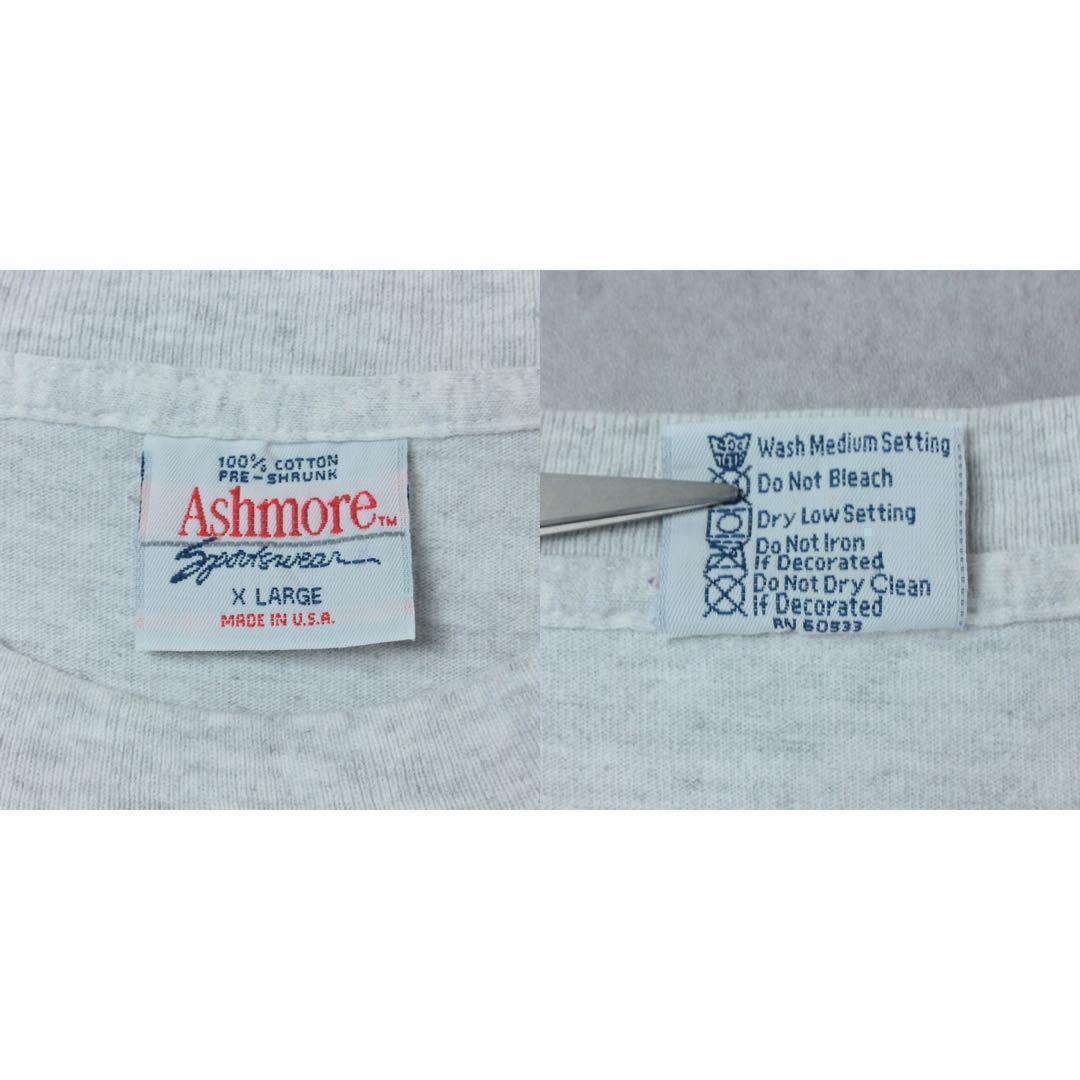 100% COTTON
PRE-SHRUNK
Ashmore™
Sportswear
X LARGE
MADE IN U.S.A.
Wash Medium Setting
Do Not Bleach
Dry Low Setting
Do Not Iron
If Decorated
Do Not Dry Clean
If Decorated
RN 60533